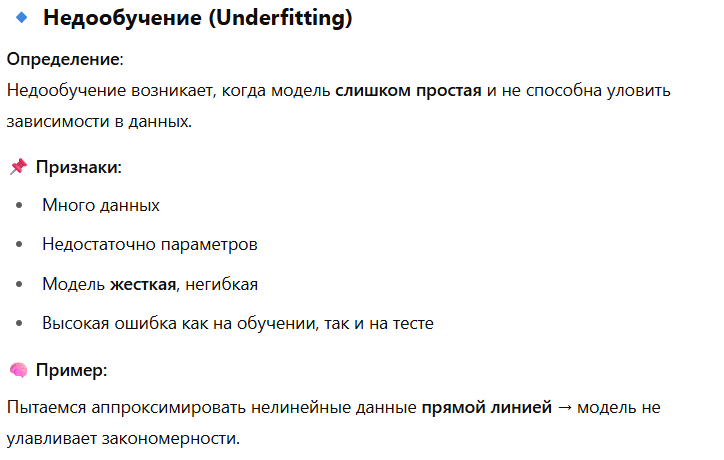 🔹 Недообучение (Underfitting)
Определение:
Недообучение возникает, когда модель слишком простая и не способна уловить
зависимости в данных.
📌 Признаки:
• Много данных
• Недостаточно параметров
• Модель жесткая, негибкая
• Высокая ошибка как на обучении, так и на тесте
🧠 Пример:
Пытаемся аппроксимировать нелинейные данные прямой линией → модель не
улавливает закономерности.